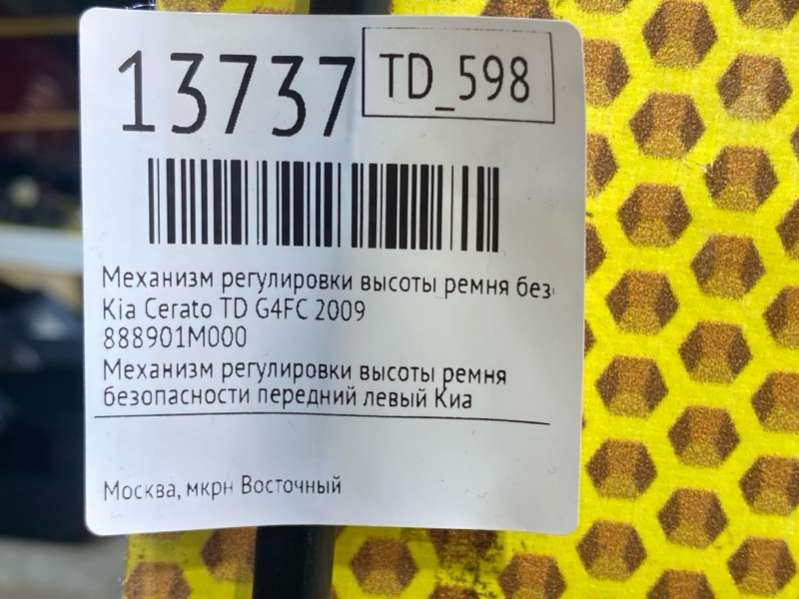 13737
TD_598
Механизм регулировки высоты ремня без
Kia Cerato TD G4FC 2009
888901M000
Механизм регулировки высоты ремня
безопасности передний левый Киа
Москва, мкрн Восточный